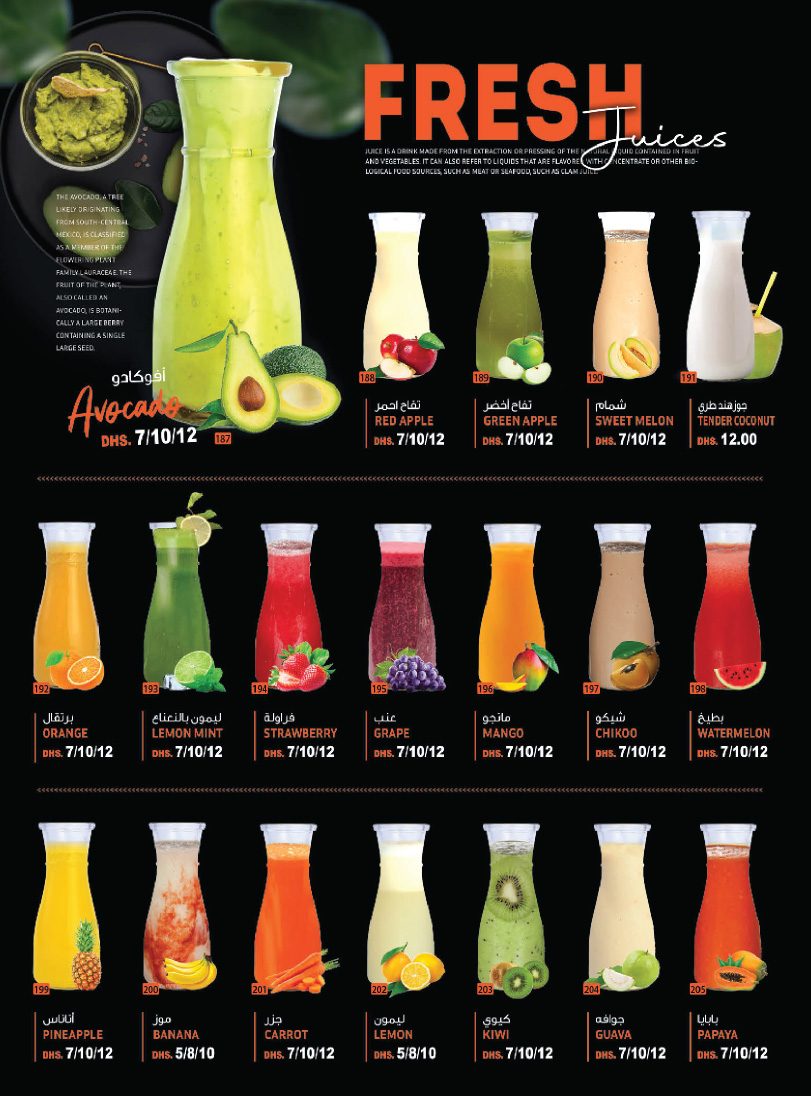 FRESH
Juices
JUICE IS A DRINK MADE FROM THE EXTRACTION OR PRESSING OF THE NATURAL LIQUID CONTAINED IN FRUIT
AND VEGETABLES. IT CAN ALSO REFER TO LIQUIDS THAT ARE FLAVORED WITH CONCENTRATE OR OTHER BIO-
LOGICAL FOOD SOURCES, SUCH AS MEAT OR SEAFOOD, SUCH AS CLAM JUICE.
THE AVOCADO, A TREE
LIKELY ORIGINATING
FROM SOUTH-CENTRAL
MEXICO, IS CLASSIFIED
AS A MEMBER OF THE
FLOWERING PLANT
FAMILY LAURACEAE. THE
FRUIT OF THE PLANT,
ALSO CALLED AN
AVOCADO, IS BOTANI-
CALLY A LARGE BERRY
CONTAINING A SINGLE
LARGE SEED.
أفوكادو
Avocado
DHS. 7/10/12 187
188 189 190 191
تفاح احمر تفاح أخضر شمام جوز هند طري
RED APPLE GREEN APPLE SWEET MELON TENDER COCONUT
DHS. 7/10/12 DHS. 7/10/12 DHS. 7/10/12 DHS. 12.00
192 193 194 195 196 197 198
برتقال ليمون بالنعناع فراولة عنب مانجو شيكو بطيخ
ORANGE LEMON MINT STRAWBERRY GRAPE MANGO CHIKOO WATERMELON
DHS. 7/10/12 DHS. 7/10/12 DHS. 7/10/12 DHS. 7/10/12 DHS. 7/10/12 DHS. 7/10/12 DHS. 7/10/12
199 200 201 202 203 204 205
أناناس موز جزر ليمون كيوي جوافه بابايا
PINEAPPLE BANANA CARROT LEMON KIWI GUAVA PAPAYA
DHS. 7/10/12 DHS. 5/8/10 DHS. 7/10/12 DHS. 5/8/10 DHS. 7/10/12 DHS. 7/10/12 DHS. 7/10/12